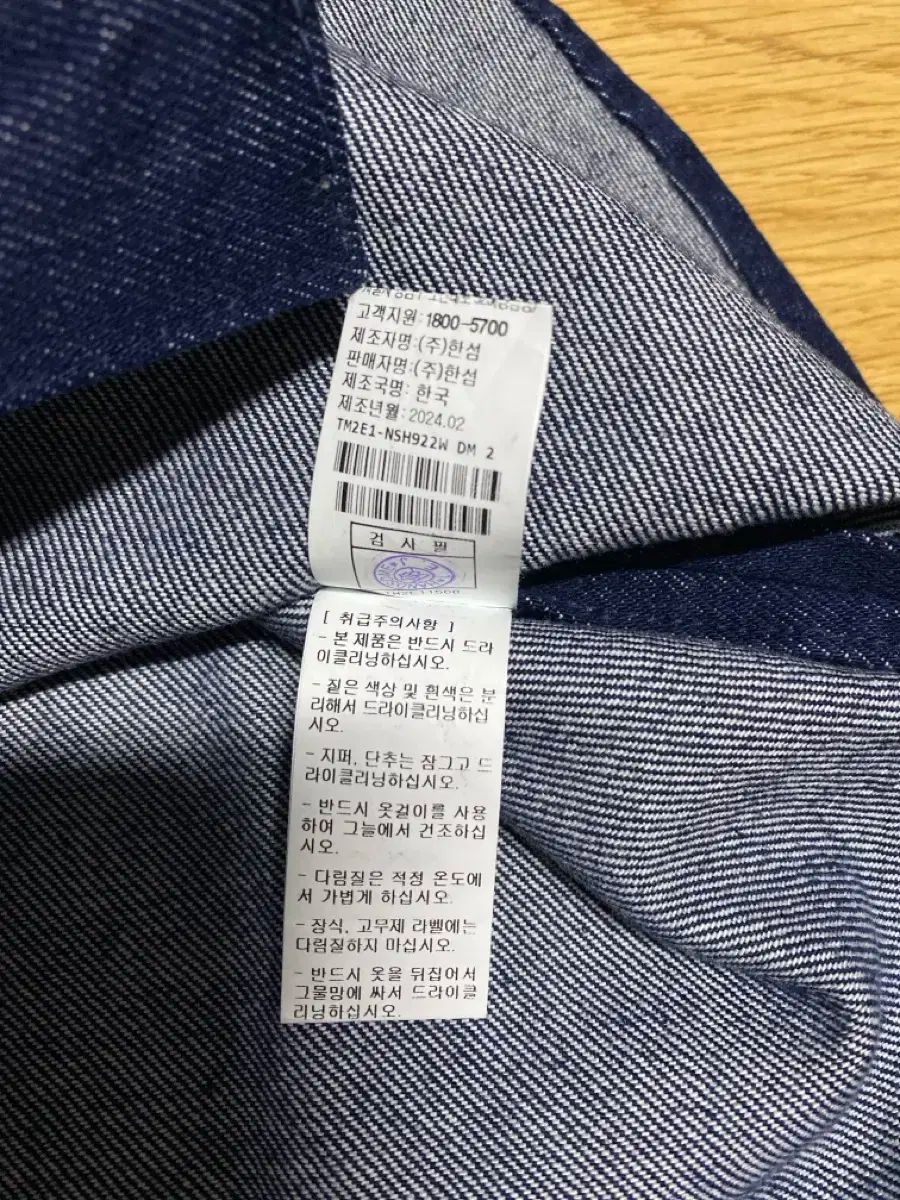 고객지원:1800-5700
제조자명:(주)한섬
판매자명:(주)한섬
제조국명: 한국
제조년월:2024.02
TM2E1-NSH922W DM 2
검 사 필
[ 취급주의사항 ]
- 본 제품은 반드시 드라
이클리닝하십시오.
- 짙은 색상 및 흰색은 분
리해서 드라이클리닝하십
시오.
- 지퍼, 단추는 잠그고 드
라이클리닝하십시오.
- 반드시 옷걸이를 사용
하여 그늘에서 건조하십
시오.
- 다림질은 적정 온도에
서 가볍게 하십시오.
- 장식, 고무제 라벨에는
다림질하지 마십시오.
- 반드시 옷을 뒤집어서
그물망에 싸서 드라이클
리닝하십시오.